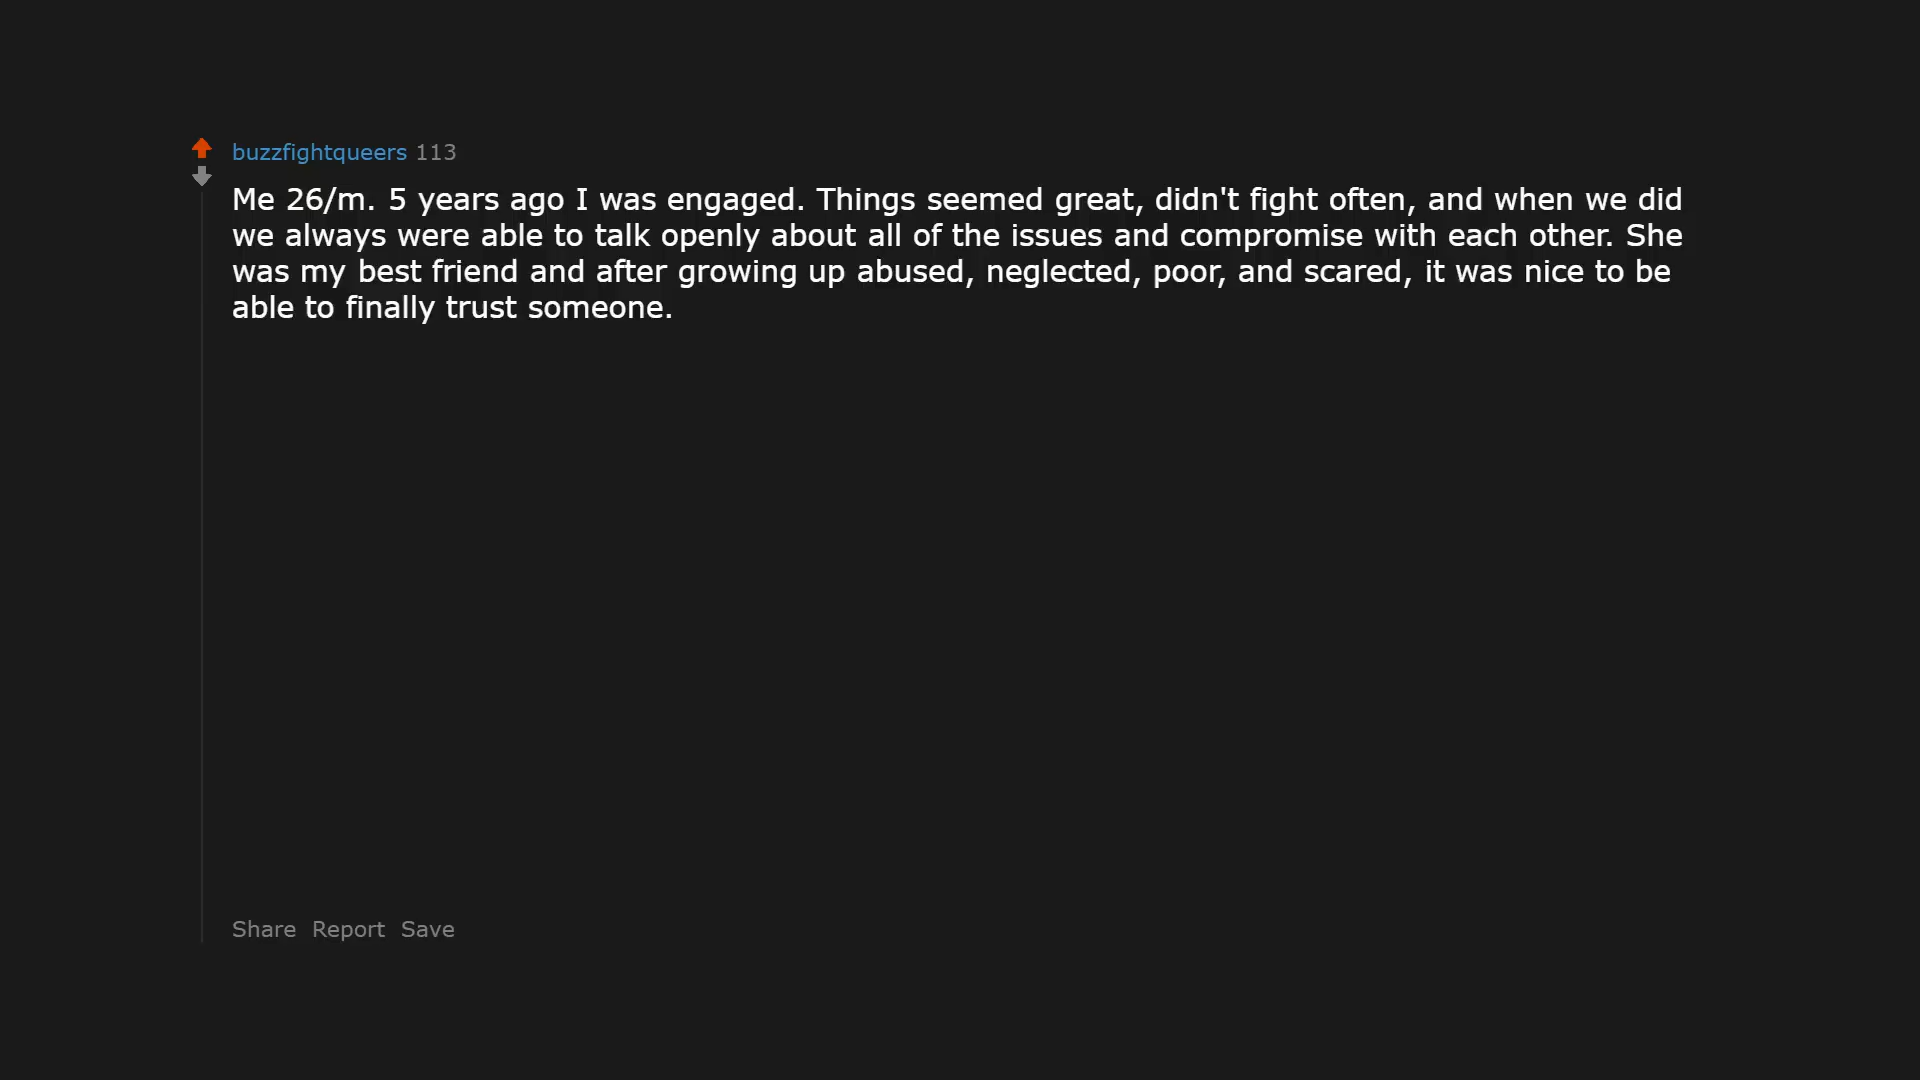 buzzfightqueers 113
Me 26/m. 5 years ago I was engaged. Things seemed great, didn't fight often, and when we did
we always were able to talk openly about all of the issues and compromise with each other. She
was my best friend and after growing up abused, neglected, poor, and scared, it was nice to be
able to finally trust someone.
Share Report Save